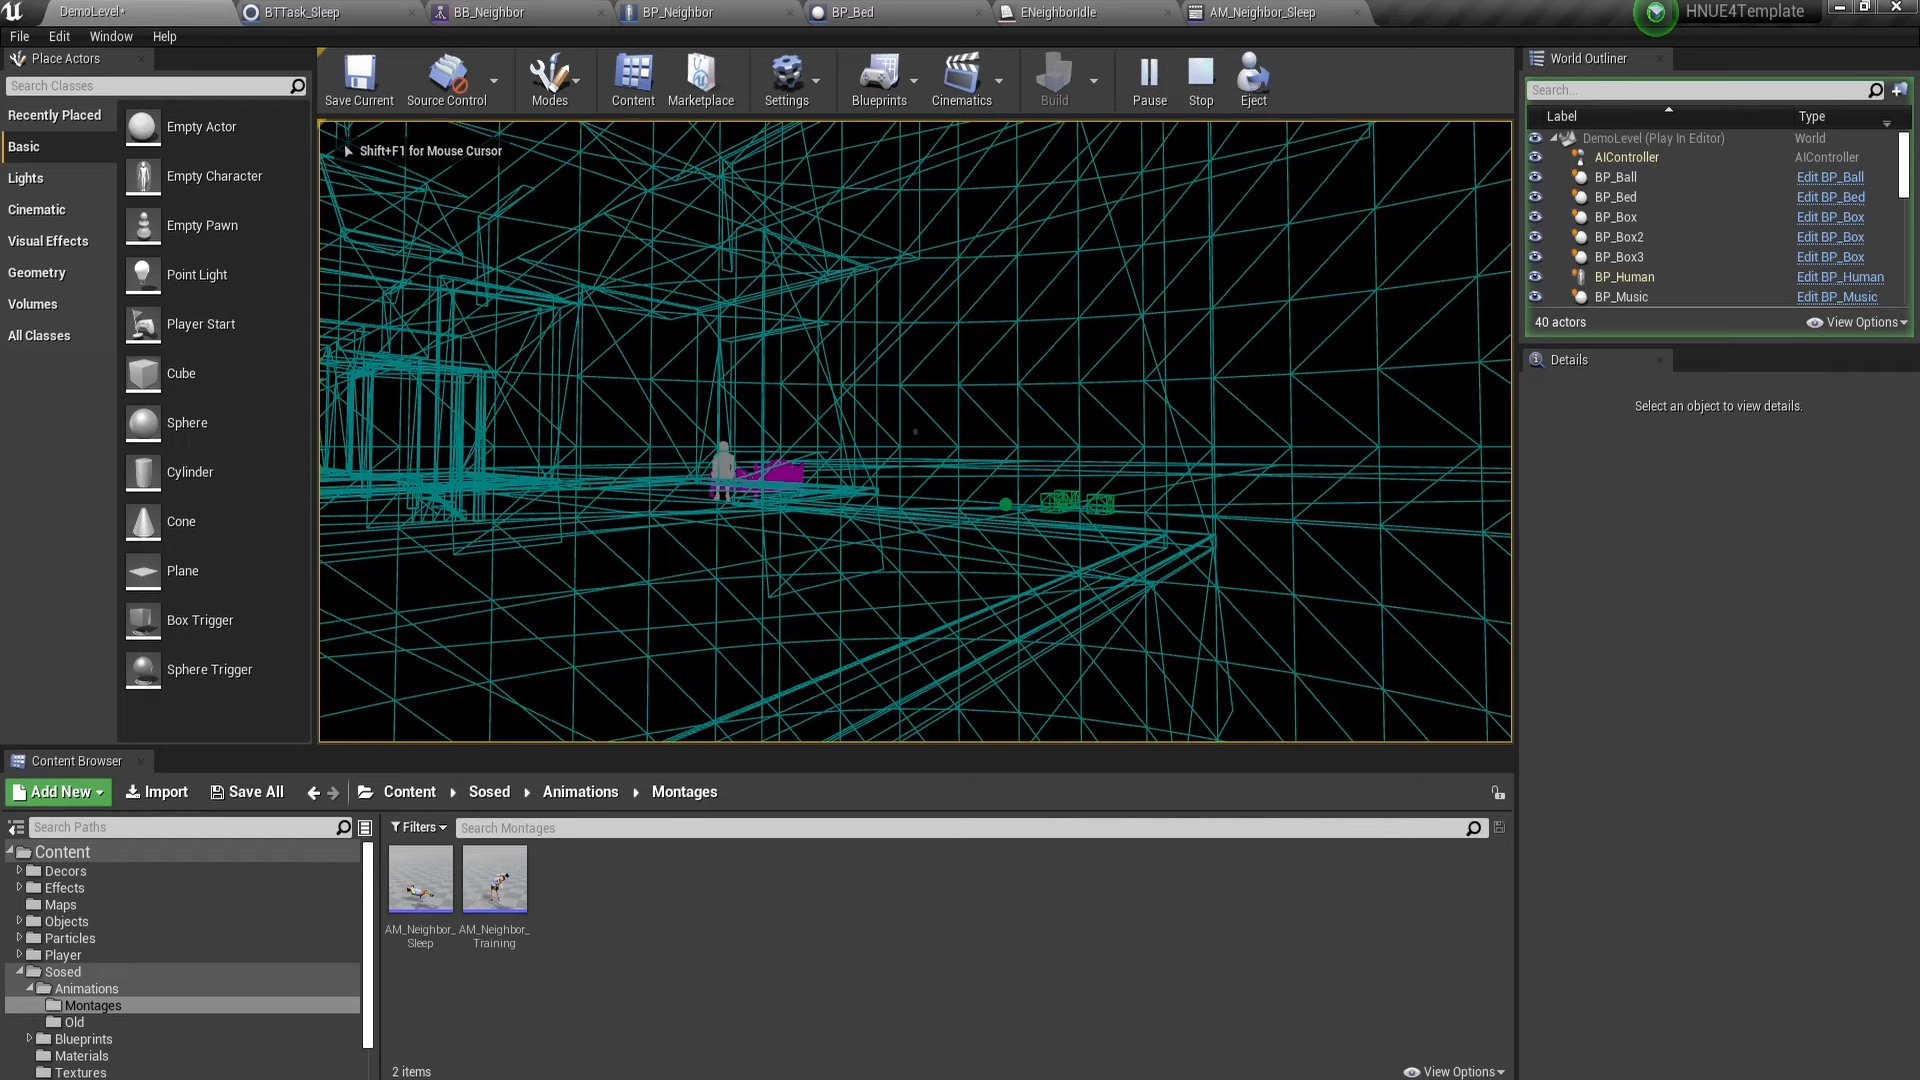 DemoLevel*
BTTask_Sleep
BB_Neighbor
BP_Neighbor
BP_Bed
ENeighborIdle
AM_Neighbor_Sleep
HNUE4Template
File Edit Window Help
Place Actors
Search Classes
Recently Placed
Basic
Lights
Cinematic
Visual Effects
Geometry
Volumes
All Classes
Empty Actor
Empty Character
Empty Pawn
Point Light
Player Start
Cube
Sphere
Cylinder
Cone
Plane
Box Trigger
Sphere Trigger
Save Current
Source Control
Modes
Content
Marketplace
Settings
Blueprints
Cinematics
Build
Pause
Stop
Eject
Shift+F1 for Mouse Cursor
World Outliner
Search...
Label Type
DemoLevel (Play In Editor) World
AIController AIController
BP_Ball Edit BP_Ball
BP_Bed Edit BP_Bed
BP_Box Edit BP_Box
BP_Box2 Edit BP_Box
BP_Box3 Edit BP_Box
BP_Human Edit BP_Human
BP_Music Edit BP_Music
40 actors View Options
Details
Select an object to view details.
Content Browser
Add New Import Save All Content Sosed Animations Montages
Search Paths
Content
Decors
Effects
Maps
Objects
Particles
Player
Sosed
Animations
Montages
Old
Blueprints
Materials
Textures
Filters Search Montages
AM_Neighbor_
Sleep
AM_Neighbor_
Training
2 items View Options